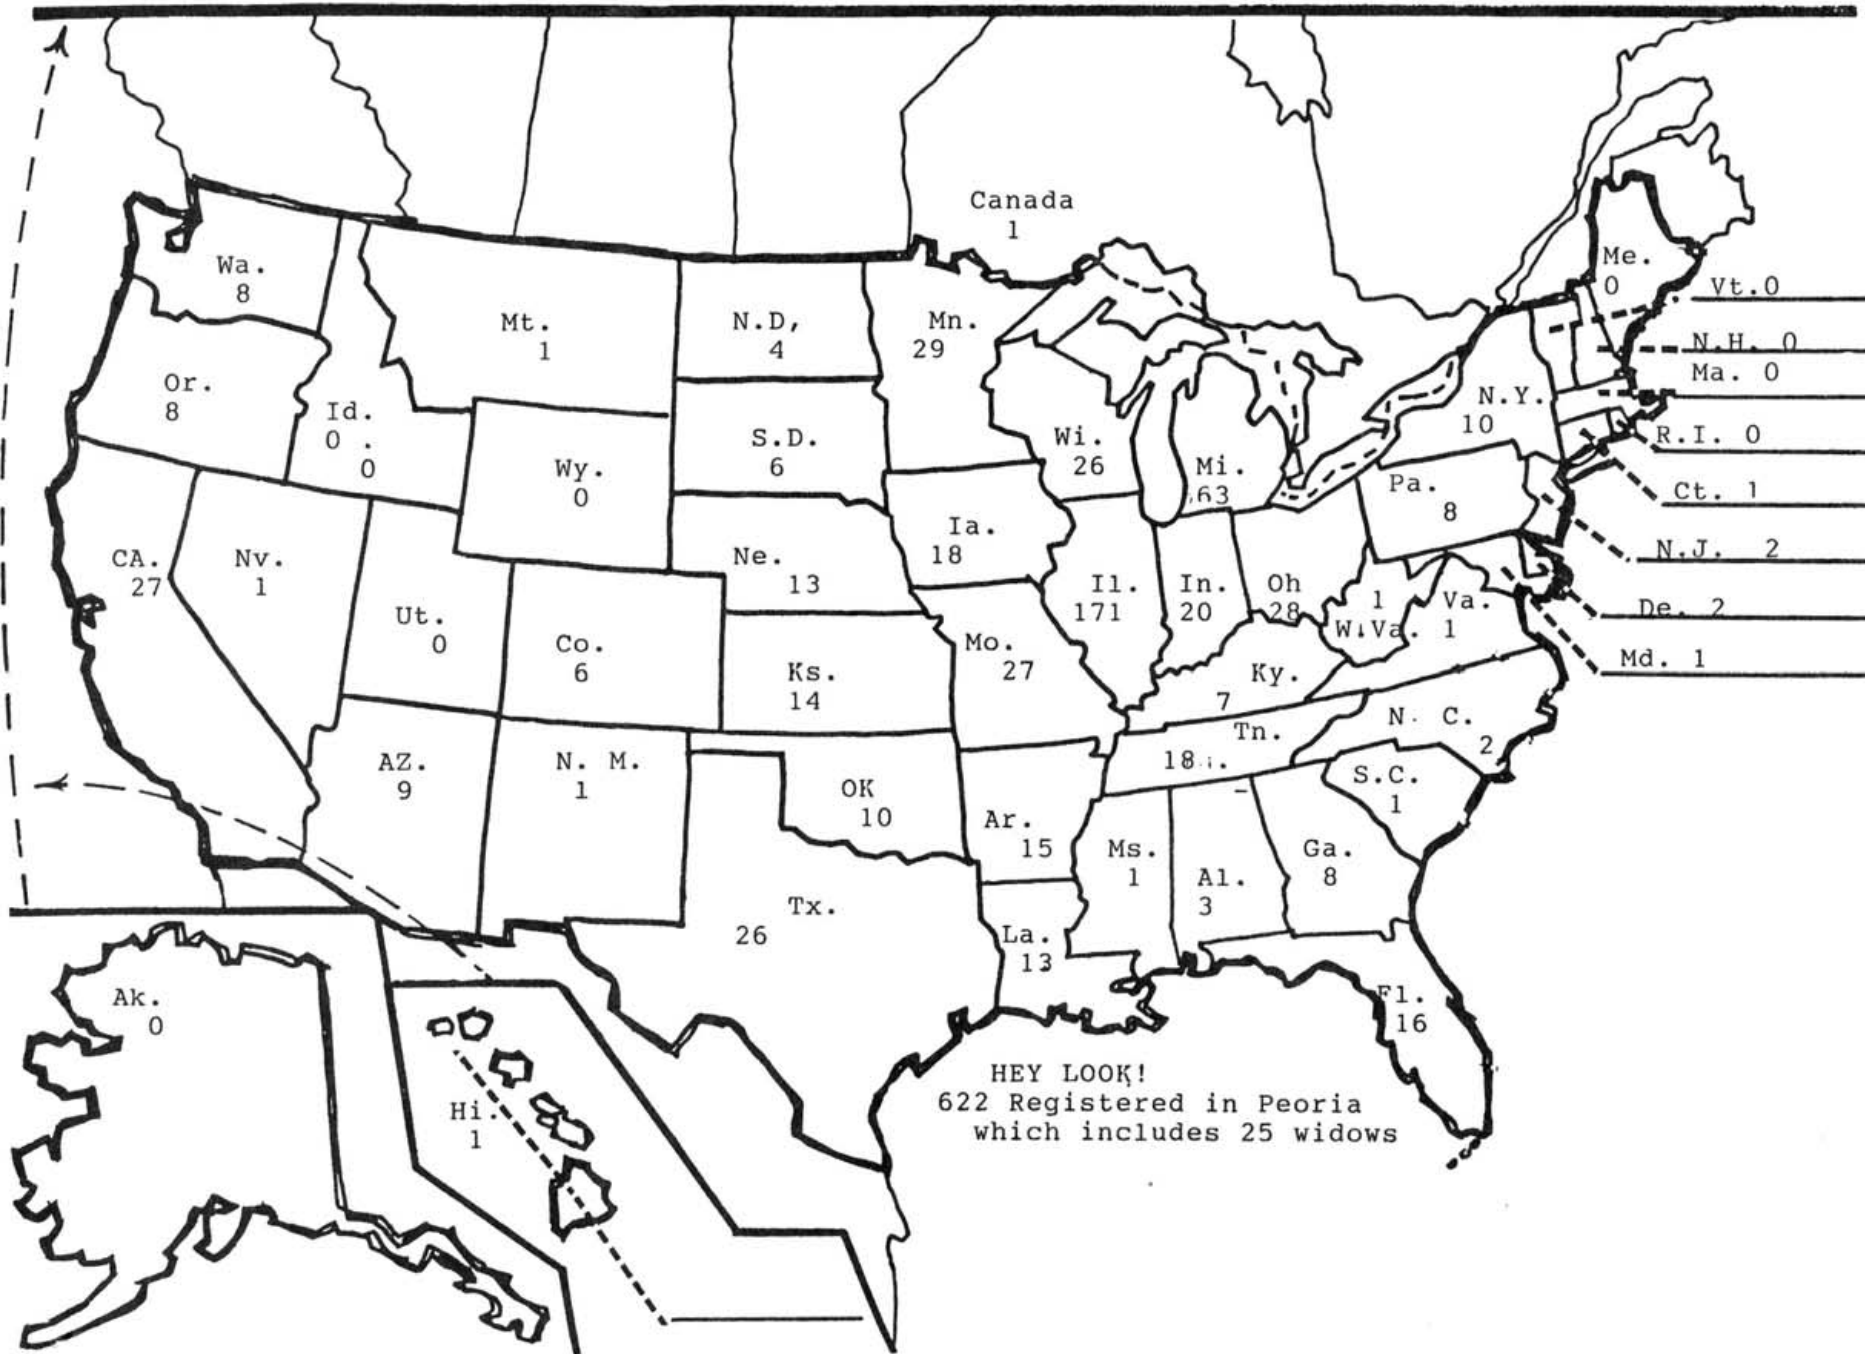 Canada
1
Wa.
8
Or.
8
CA.
27
Id.
0 .
0
Nv.
1
Mt.
1
Wy.
0
Ut.
0
AZ.
9
Co.
6
N. M.
1
N.D,
4
S.D.
6
Ne.
13
Ks.
14
OK
10
Tx.
26
Mn.
29
Ia.
18
Mo.
27
Ar.
15
La.
13
Wi.
26
Il.
171
Mi.
63
In.
20
Oh
28
Ky.
7
Tn.
18
Ms.
1
Al.
3
Ga.
8
Fl.
16
S.C.
1
N. C.
2
1
W.Va.
Va.
1
Pa.
8
N.Y.
10
Me.
0
Vt.0
N.H. 0
Ma. 0
R.I. 0
Ct. 1
N.J. 2
De. 2
Md. 1
Ak.
0
Hi.
1
HEY LOOK!
622 Registered in Peoria
which includes 25 widows